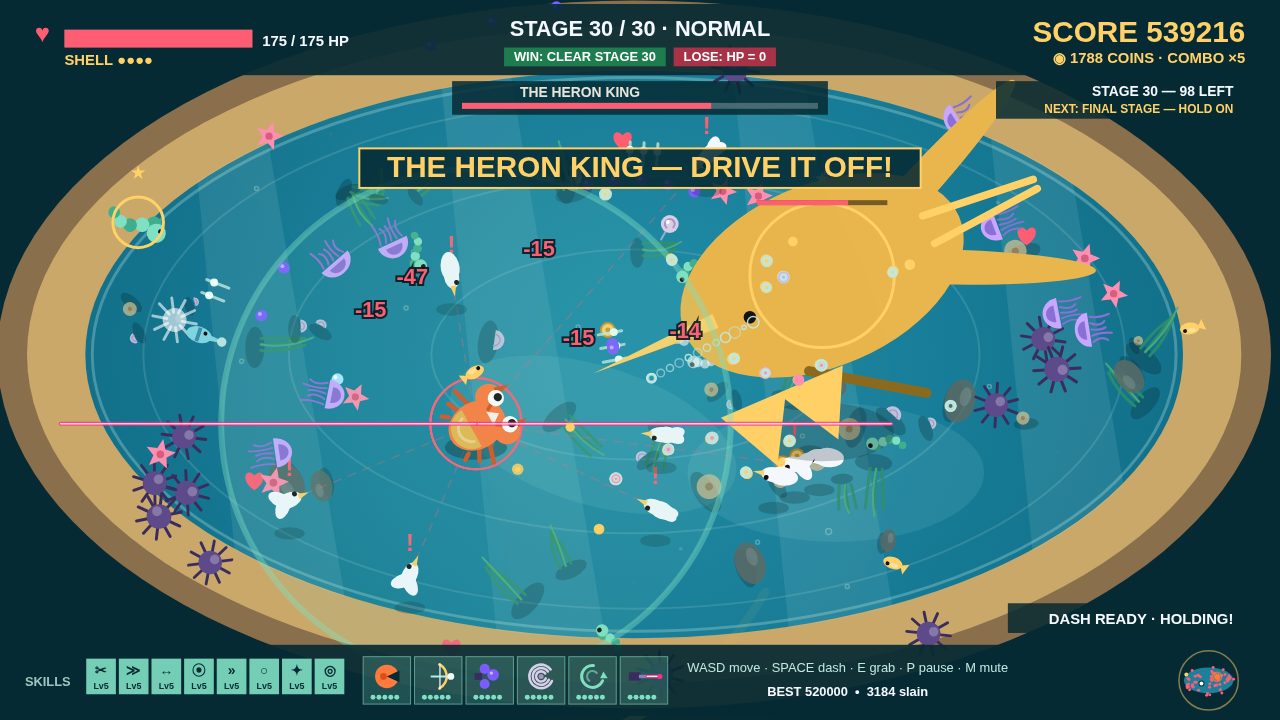 ♥ 175 / 175 HP
SHELL ●●●●
STAGE 30 / 30 · NORMAL
WIN: CLEAR STAGE 30 LOSE: HP = 0
SCORE 539216
◉ 1788 COINS · COMBO ×5
THE HERON KING
STAGE 30 — 98 LEFT
NEXT: FINAL STAGE — HOLD ON
THE HERON KING — DRIVE IT OFF!
-15
-47
-15
-15
-14
!
!
!
!
!
DASH READY · HOLDING!
SKILLS
Lv5 Lv5 Lv5 Lv5 Lv5 Lv5 Lv5 Lv5
WASD move · SPACE dash · E grab · P pause · M mute
BEST 520000 • 3184 slain